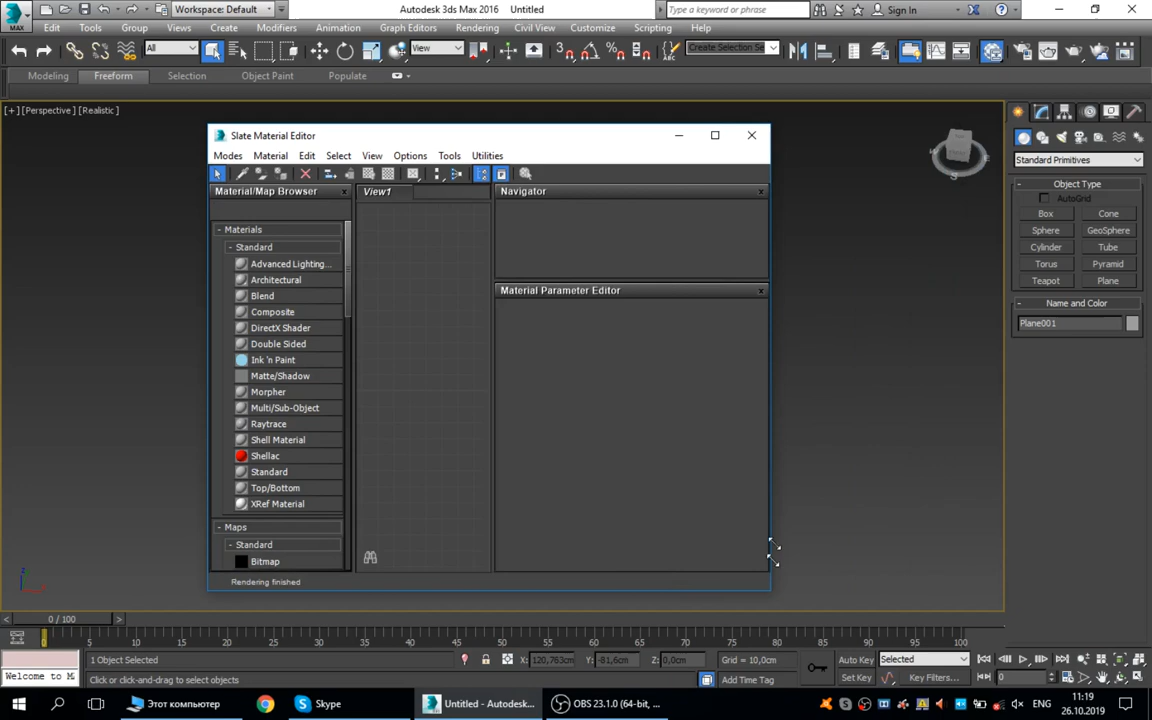 Workspace: Default
Autodesk 3ds Max 2016    Untitled
Type a keyword or phrase
Sign In
MAX
Edit Tools Group Views Create Modifiers Animation Graph Editors Rendering Civil View Customize Scripting Help
All
View
Create Selection Se
Modeling Freeform Selection Object Paint Populate
[+] [Perspective] [Realistic]
Slate Material Editor
Modes Material Edit Select View Options Tools Utilities
Material/Map Browser
View1
Navigator
- Materials
- Standard
Advanced Lighting...
Architectural
Blend
Composite
DirectX Shader
Double Sided
Ink 'n Paint
Matte/Shadow
Morpher
Multi/Sub-Object
Raytrace
Shell Material
Shellac
Standard
Top/Bottom
XRef Material
- Maps
- Standard
Bitmap
Rendering finished
Material Parameter Editor
Standard Primitives
- Object Type
AutoGrid
Box Cone
Sphere GeoSphere
Cylinder Tube
Torus Pyramid
Teapot Plane
- Name and Color
Plane001
z
< 0 / 100 >
0 5 10 15 20 25 30 35 40 45 50 55 60 65 70 75 80 85 90 95 100
1 Object Selected
X: 120,763cm Y: -81,6cm Z: 0,0cm Grid = 10,0cm
Auto Key Selected
Welcome to M
Click or click-and-drag to select objects
Add Time Tag
Set Key Key Filters... 0
Этот компьютер
Skype
Untitled - Autodesk...
OBS 23.1.0 (64-bit, ...
ENG
11:19
26.10.2019